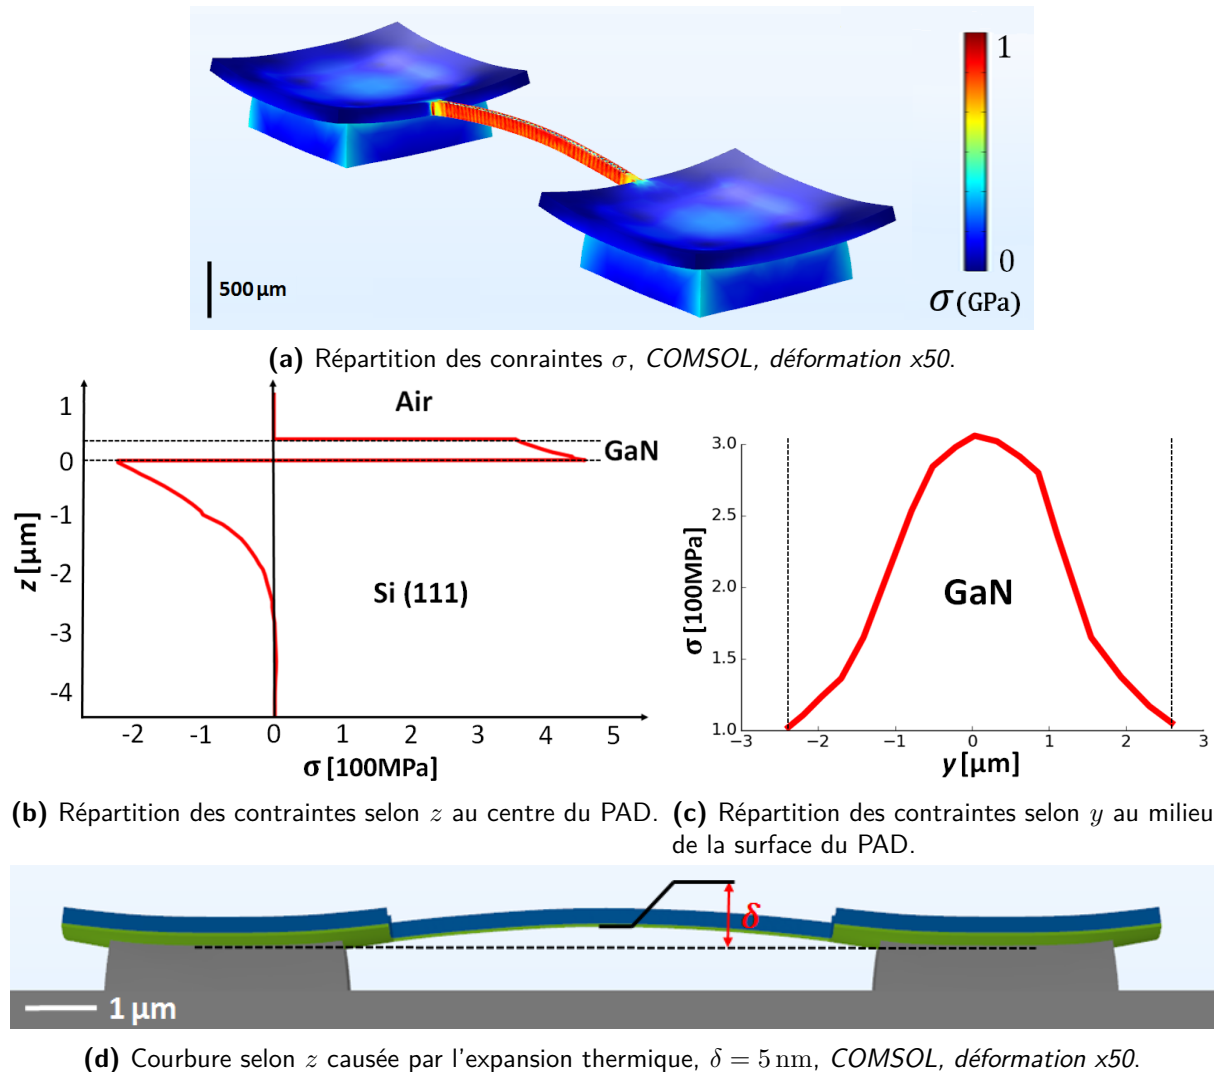 1
0
σ(GPa)
500 µm
(a) Répartition des conraintes σ, COMSOL, déformation x50.
1
0
-1
-2
-3
-4
z [µm]
Air
GaN
Si (111)
-2 -1 0 1 2 3 4 5
σ [100MPa]
3.0
2.5
2.0
1.5
1.0
σ [100MPa]
GaN
−3 −2 −1 0 1 2 3
y [µm]
(b) Répartition des contraintes selon z au centre du PAD.
(c) Répartition des contraintes selon y au milieu
de la surface du PAD.
δ
1 µm
(d) Courbure selon z causée par l'expansion thermique, δ = 5 nm, COMSOL, déformation x50.